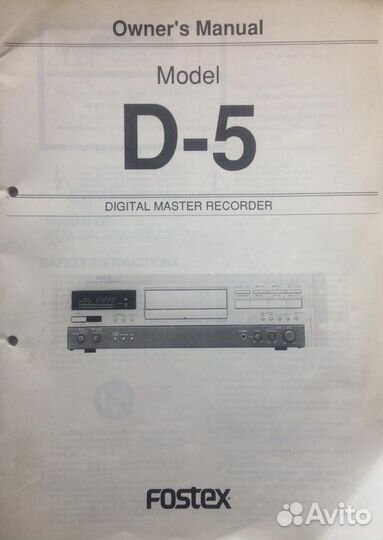 Owner's Manual
Model
D-5
DIGITAL MASTER RECORDER
SAFETY INSTRUCTIONS
FOSTEX
Avito